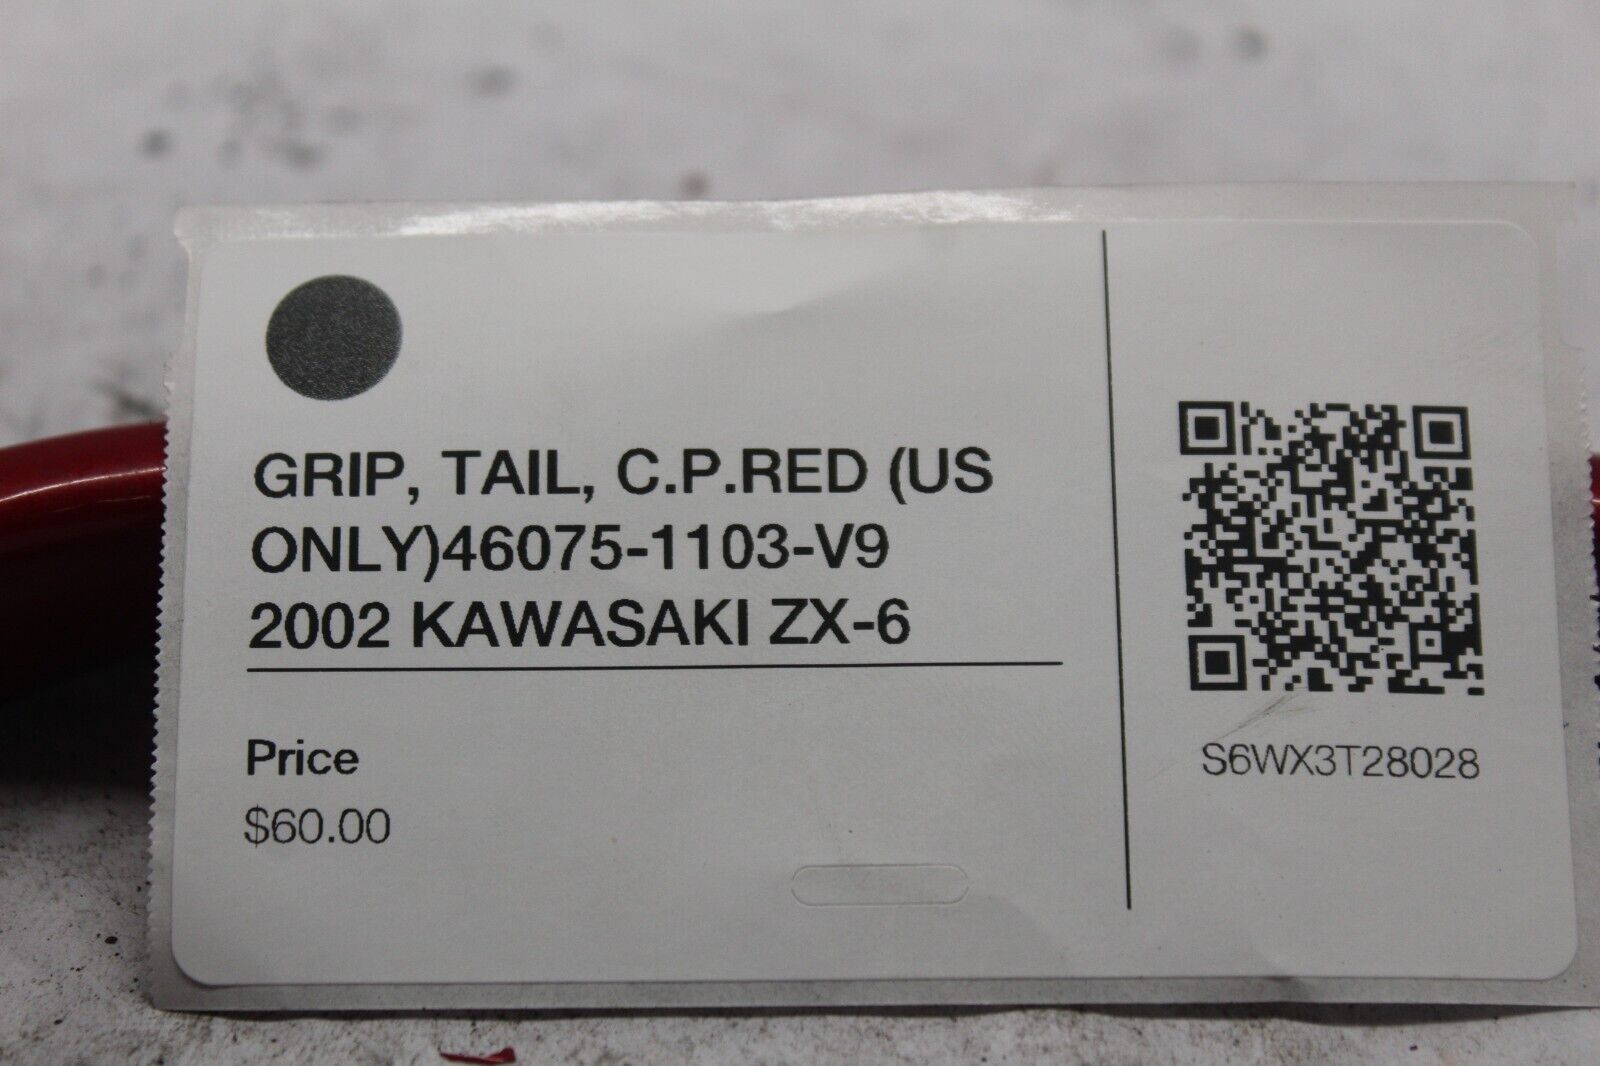 GRIP, TAIL, C.P.RED (US
ONLY)46075-1103-V9
2002 KAWASAKI ZX-6
Price
$60.00
S6WX3T28028